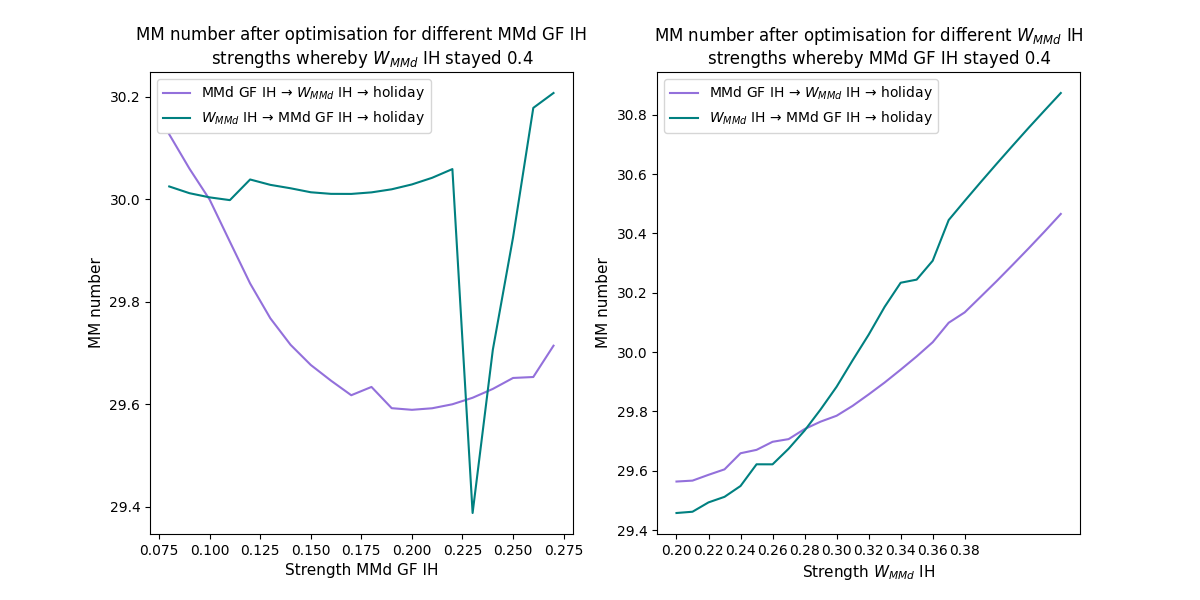 MM number after optimisation for different MMd GF IH
strengths whereby W_MMd IH stayed 0.4
MMd GF IH → W_MMd IH → holiday
W_MMd IH → MMd GF IH → holiday
30.2
30.0
29.8
29.6
29.4
MM number
0.075 0.100 0.125 0.150 0.175 0.200 0.225 0.250 0.275
Strength MMd GF IH
MM number after optimisation for different W_MMd IH
strengths whereby MMd GF IH stayed 0.4
MMd GF IH → W_MMd IH → holiday
W_MMd IH → MMd GF IH → holiday
30.8
30.6
30.4
30.2
30.0
29.8
29.6
29.4
MM number
0.20 0.22 0.24 0.26 0.28 0.30 0.32 0.34 0.36 0.38
Strength W_MMd IH